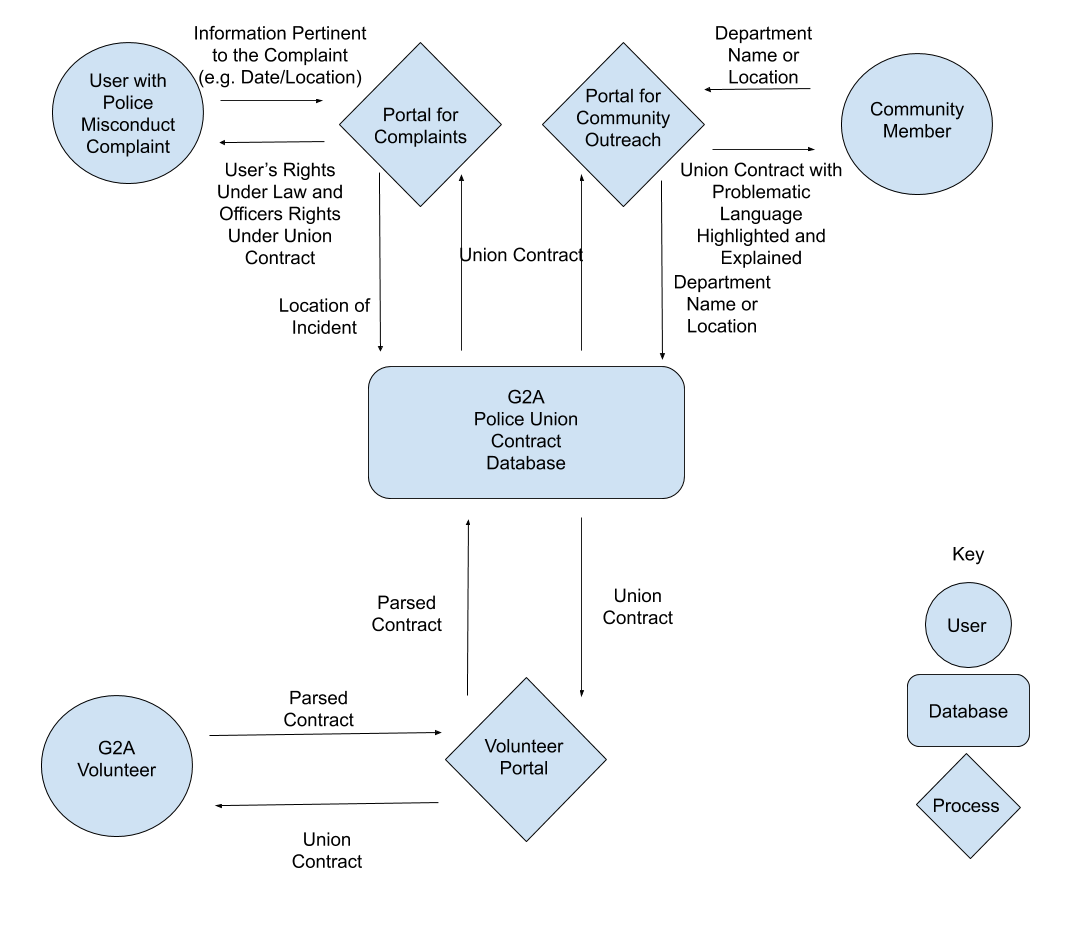 Information Pertinent
to the Complaint
(e.g. Date/Location)
User with
Police
Misconduct
Complaint
Portal for
Complaints
User's Rights
Under Law and
Officers Rights
Under Union
Contract
Portal for
Community
Outreach
Department
Name or
Location
Community
Member
Union Contract with
Problematic
Language
Highlighted and
Explained
Location of
Incident
Union Contract
Department
Name or
Location
G2A
Police Union
Contract
Database
Parsed
Contract
Union
Contract
G2A
Volunteer
Parsed
Contract
Volunteer
Portal
Union
Contract
Key
User
Database
Process